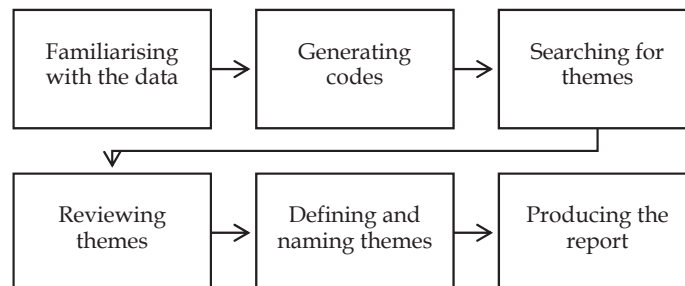 Familiarising
with the data
Generating
codes
Searching for
themes
Reviewing
themes
Defining and
naming themes
Producing the
report